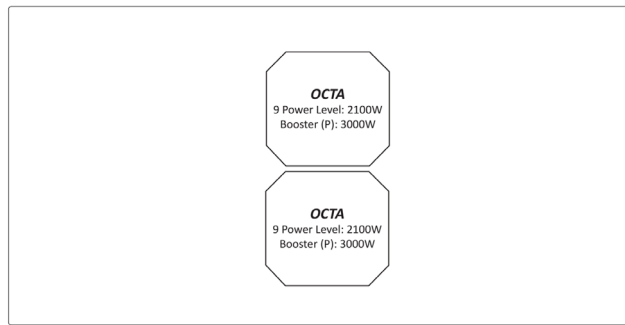 OCTA
9 Power Level: 2100W
Booster (P): 3000W
OCTA
9 Power Level: 2100W
Booster (P): 3000W